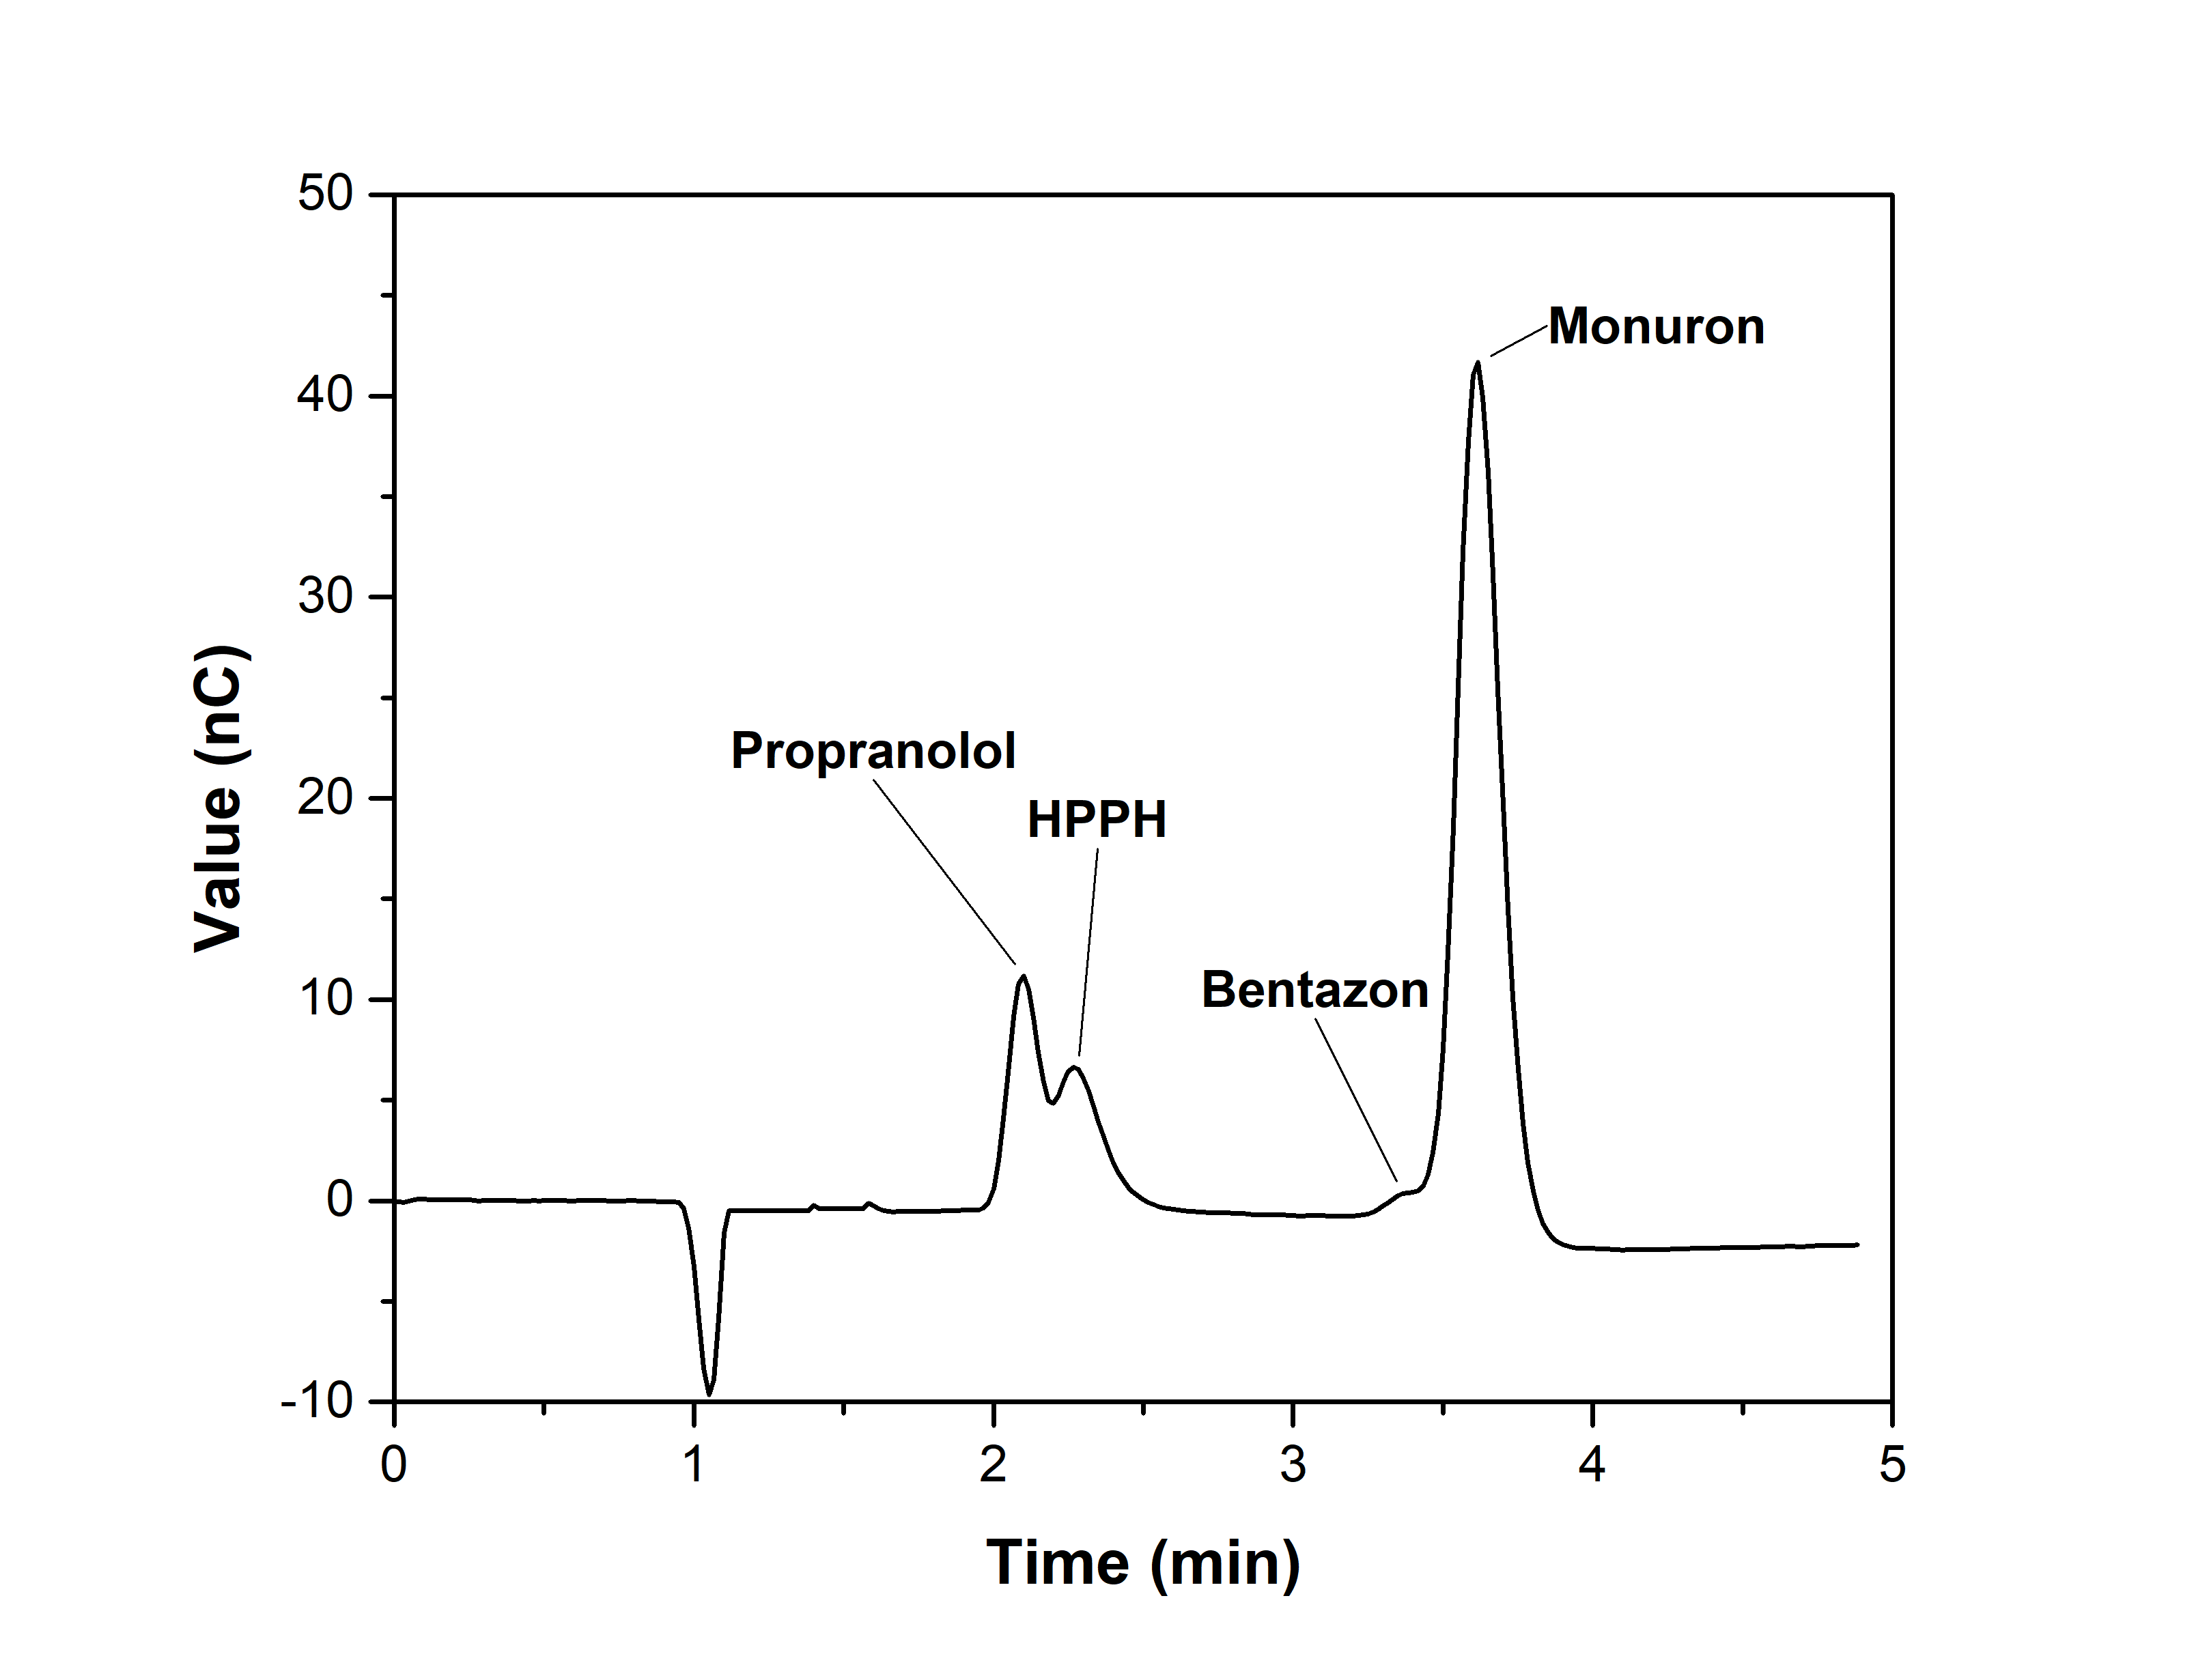 50
40
30
20
10
0
-10
Value (nC)
Monuron
Propranolol
HPPH
Bentazon
0 1 2 3 4 5
Time (min)